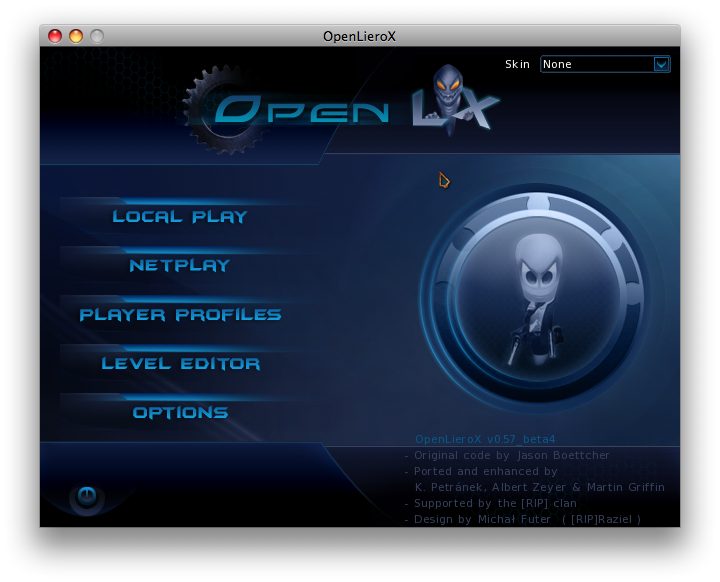 OpenLieroX
Skin None
OPEN LX
LOCAL PLAY
NETPLAY
PLAYER PROFILES
LEVEL EDITOR
OPTIONS
OpenLieroX v0.57_beta4
- Original code by Jason Boettcher
- Ported and enhanced by
K. Petránek, Albert Zeyer & Martin Griffin
- Supported by the [RIP] clan
- Design by Michał Futer ( [RIP]Raziel )